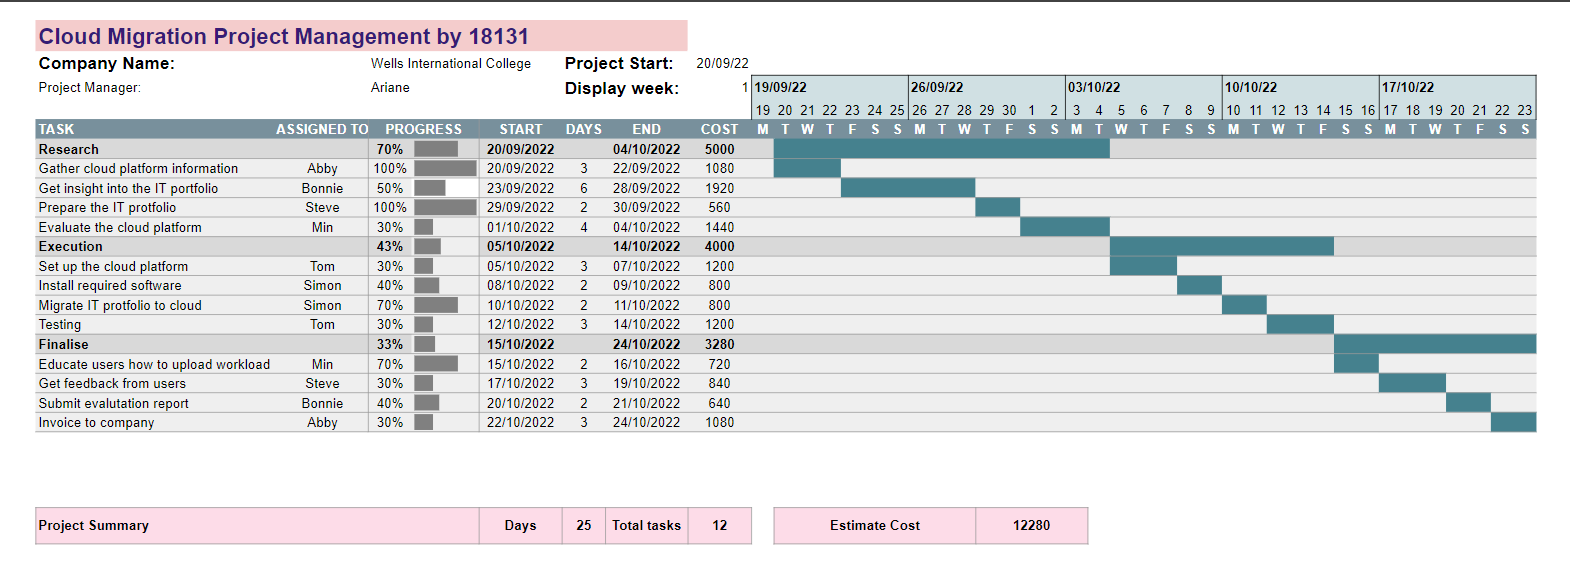 Cloud Migration Project Management by 18131
Company Name: Wells International College Project Start: 20/09/22
Project Manager: Ariane Display week: 1 19/09/22 26/09/22 03/10/22 10/10/22 17/10/22
19 20 21 22 23 24 25 26 27 28 29 30 1 2 3 4 5 6 7 8 9 10 11 12 13 14 15 16 17 18 19 20 21 22 23
TASK ASSIGNED TO PROGRESS START DAYS END COST M T W T F S S M T W T F S S M T W T F S S M T W T F S S M T W T F S S
Research 70% 20/09/2022 04/10/2022 5000
Gather cloud platform information Abby 100% 20/09/2022 3 22/09/2022 1080
Get insight into the IT portfolio Bonnie 50% 23/09/2022 6 28/09/2022 1920
Prepare the IT protfolio Steve 100% 29/09/2022 2 30/09/2022 560
Evaluate the cloud platform Min 30% 01/10/2022 4 04/10/2022 1440
Execution 43% 05/10/2022 14/10/2022 4000
Set up the cloud platform Tom 30% 05/10/2022 3 07/10/2022 1200
Install required software Simon 40% 08/10/2022 2 09/10/2022 800
Migrate IT protfolio to cloud Simon 70% 10/10/2022 2 11/10/2022 800
Testing Tom 30% 12/10/2022 3 14/10/2022 1200
Finalise 33% 15/10/2022 24/10/2022 3280
Educate users how to upload workload Min 70% 15/10/2022 2 16/10/2022 720
Get feedback from users Steve 30% 17/10/2022 3 19/10/2022 840
Submit evalutation report Bonnie 40% 20/10/2022 2 21/10/2022 640
Invoice to company Abby 30% 22/10/2022 3 24/10/2022 1080
Project Summary Days 25 Total tasks 12 Estimate Cost 12280